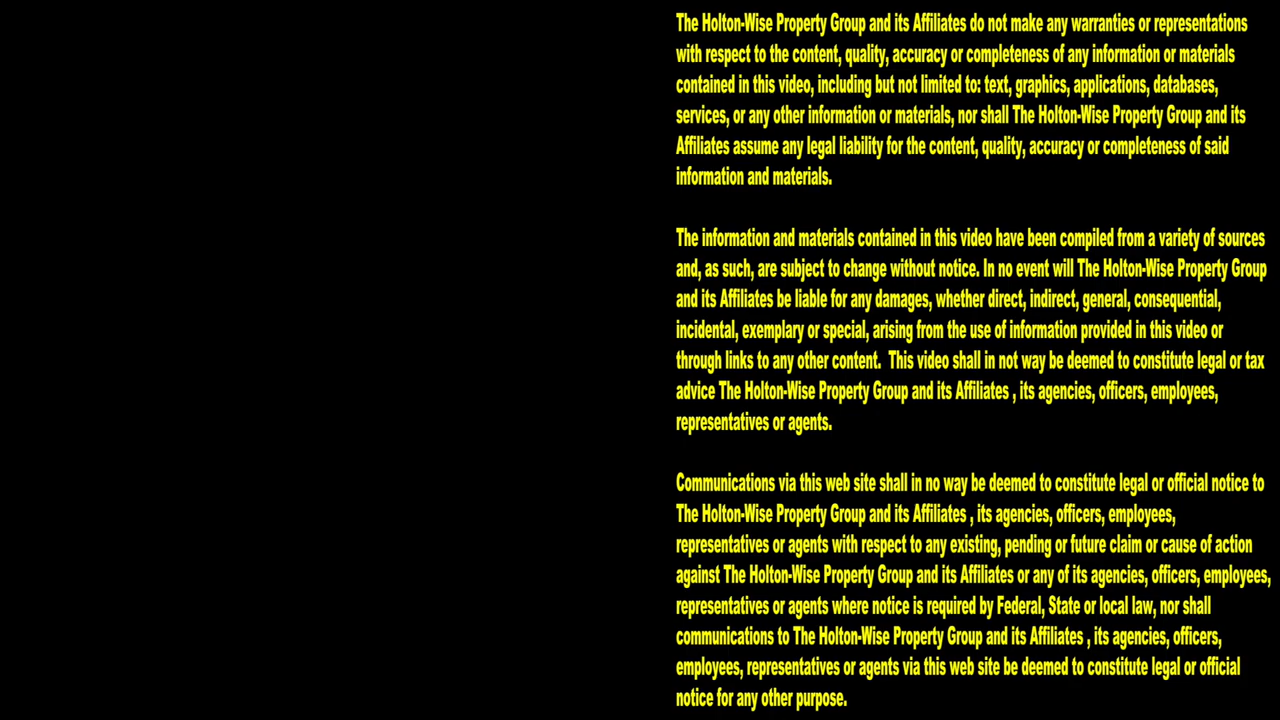 The Holton-Wise Property Group and its Affiliates do not make any warranties or representations
with respect to the content, quality, accuracy or completeness of any information or materials
contained in this video, including but not limited to: text, graphics, applications, databases,
services, or any other information or materials, nor shall The Holton-Wise Property Group and its
Affiliates assume any legal liability for the content, quality, accuracy or completeness of said
information and materials.
The information and materials contained in this video have been compiled from a variety of sources
and, as such, are subject to change without notice. In no event will The Holton-Wise Property Group
and its Affiliates be liable for any damages, whether direct, indirect, general, consequential,
incidental, exemplary or special, arising from the use of information provided in this video or
through links to any other content.  This video shall in not way be deemed to constitute legal or tax
advice The Holton-Wise Property Group and its Affiliates , its agencies, officers, employees,
representatives or agents.
Communications via this web site shall in no way be deemed to constitute legal or official notice to
The Holton-Wise Property Group and its Affiliates , its agencies, officers, employees,
representatives or agents with respect to any existing, pending or future claim or cause of action
against The Holton-Wise Property Group and its Affiliates or any of its agencies, officers, employees,
representatives or agents where notice is required by Federal, State or local law, nor shall
communications to The Holton-Wise Property Group and its Affiliates , its agencies, officers,
employees, representatives or agents via this web site be deemed to constitute legal or official
notice for any other purpose.